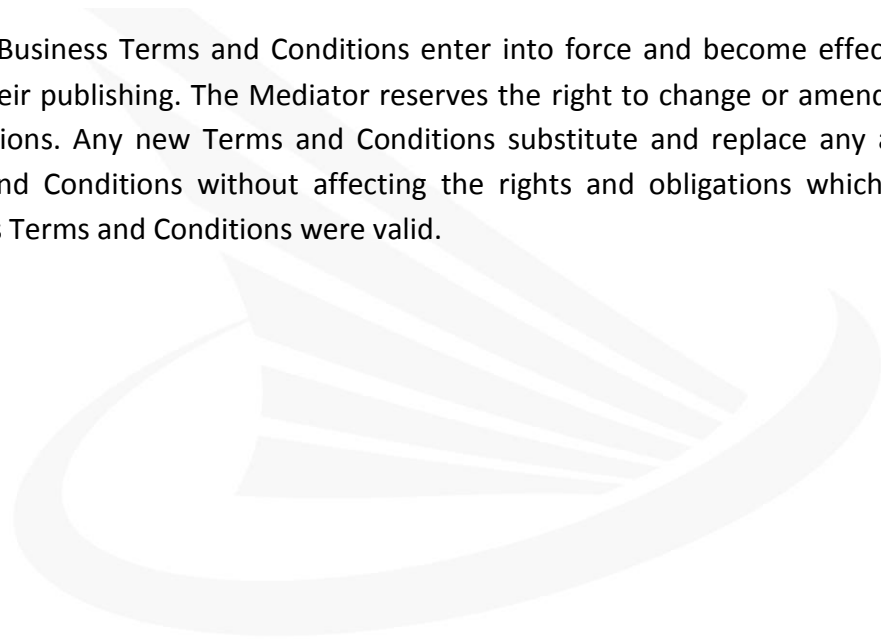 Business Terms and Conditions enter into force and become effec
eir publishing. The Mediator reserves the right to change or amend
ions. Any new Terms and Conditions substitute and replace any a
nd Conditions without affecting the rights and obligations which
s Terms and Conditions were valid.